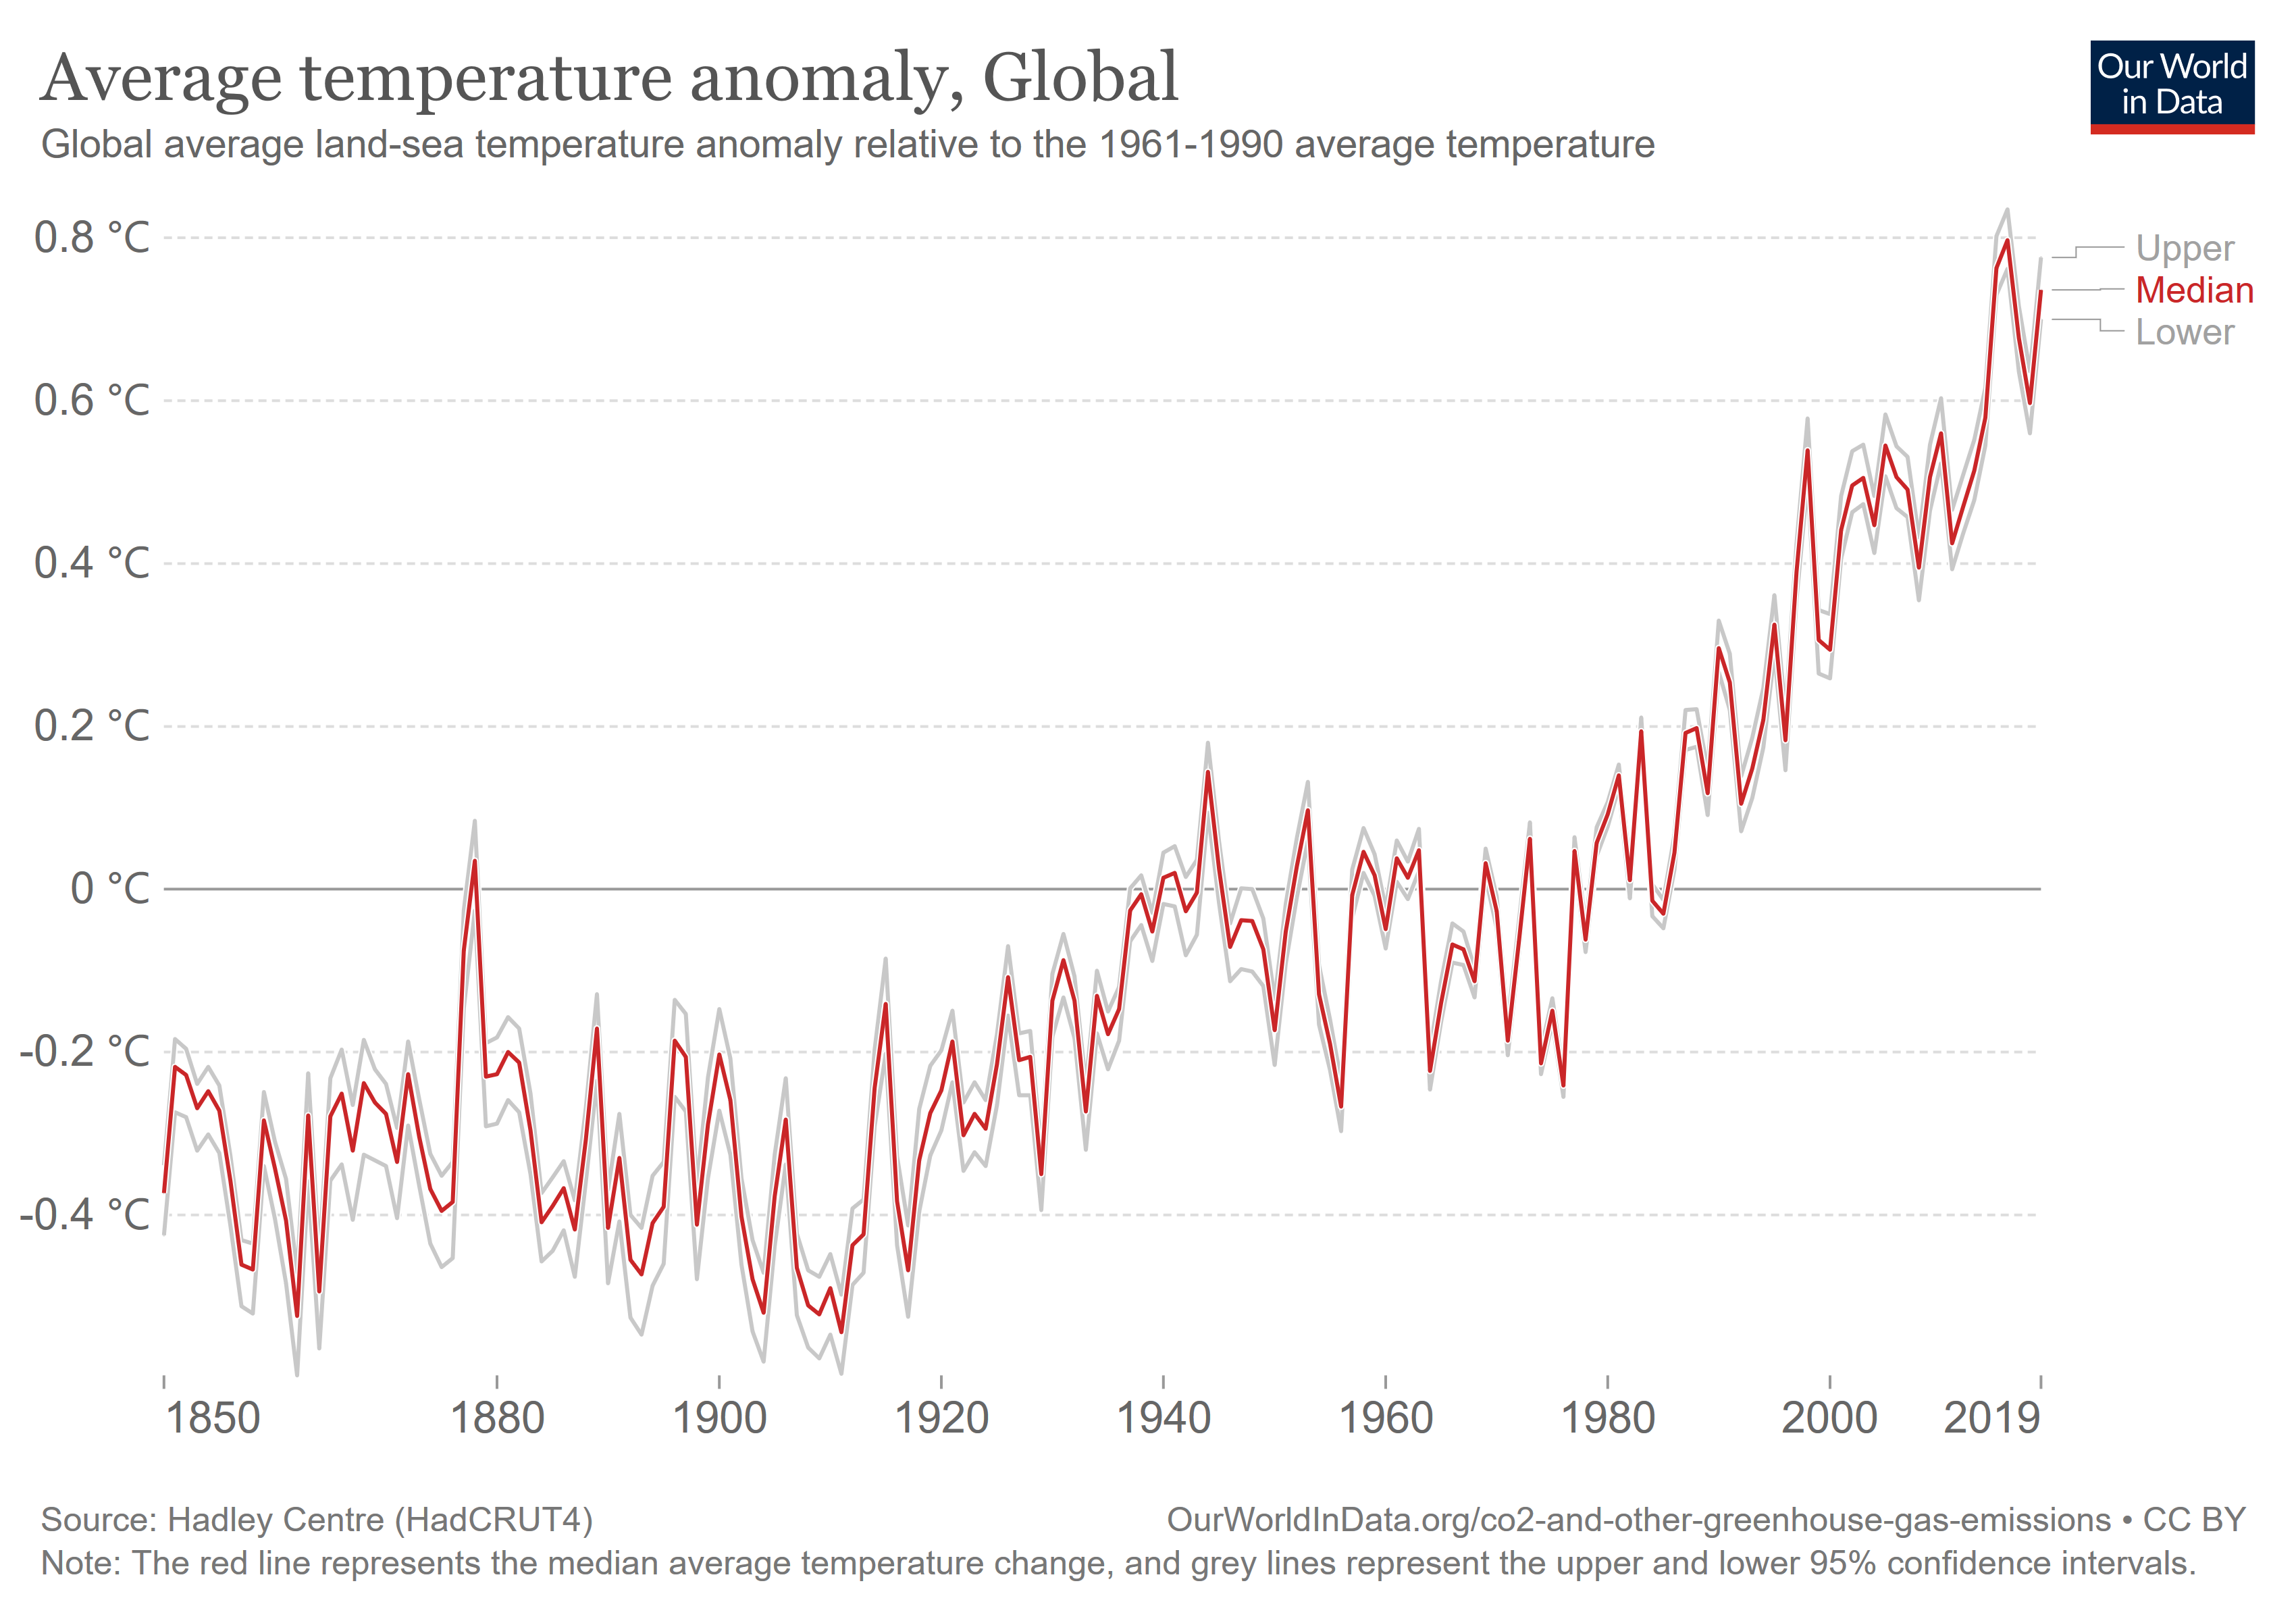 Average temperature anomaly, Global
Global average land-sea temperature anomaly relative to the 1961-1990 average temperature
Our World
in Data
0.8 °C
0.6 °C
0.4 °C
0.2 °C
0 °C
-0.2 °C
-0.4 °C
Upper
Median
Lower
1850
1880
1900
1920
1940
1960
1980
2000
2019
Source: Hadley Centre (HadCRUT4)
OurWorldInData.org/co2-and-other-greenhouse-gas-emissions • CC BY
Note: The red line represents the median average temperature change, and grey lines represent the upper and lower 95% confidence intervals.